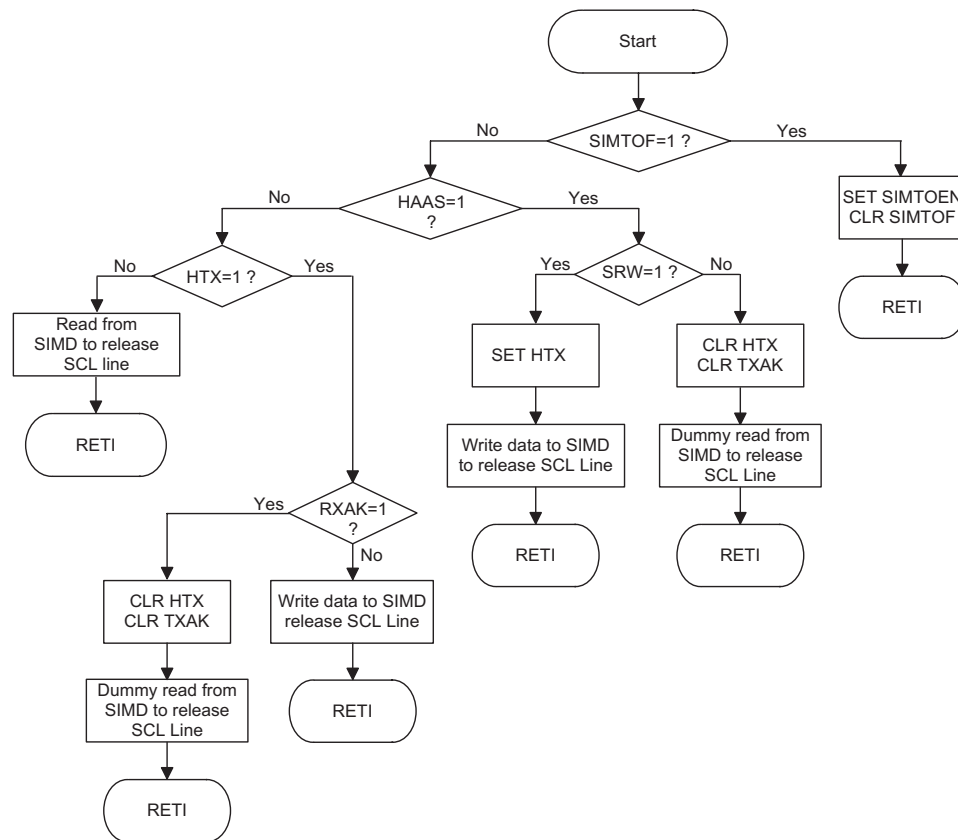 Start
SIMTOF=1 ?
No
Yes
SET SIMTOEN
CLR SIMTOF
RETI
HAAS=1
?
No
Yes
HTX=1 ?
No
Yes
SRW=1 ?
Yes
No
Read from
SIMD to release
SCL line
RETI
SET HTX
CLR HTX
CLR TXAK
Write data to SIMD
to release SCL Line
Dummy read from
SIMD to release
SCL Line
RETI
RETI
RXAK=1
?
Yes
No
CLR HTX
CLR TXAK
Write data to SIMD
release SCL Line
Dummy read from
SIMD to release
SCL Line
RETI
RETI